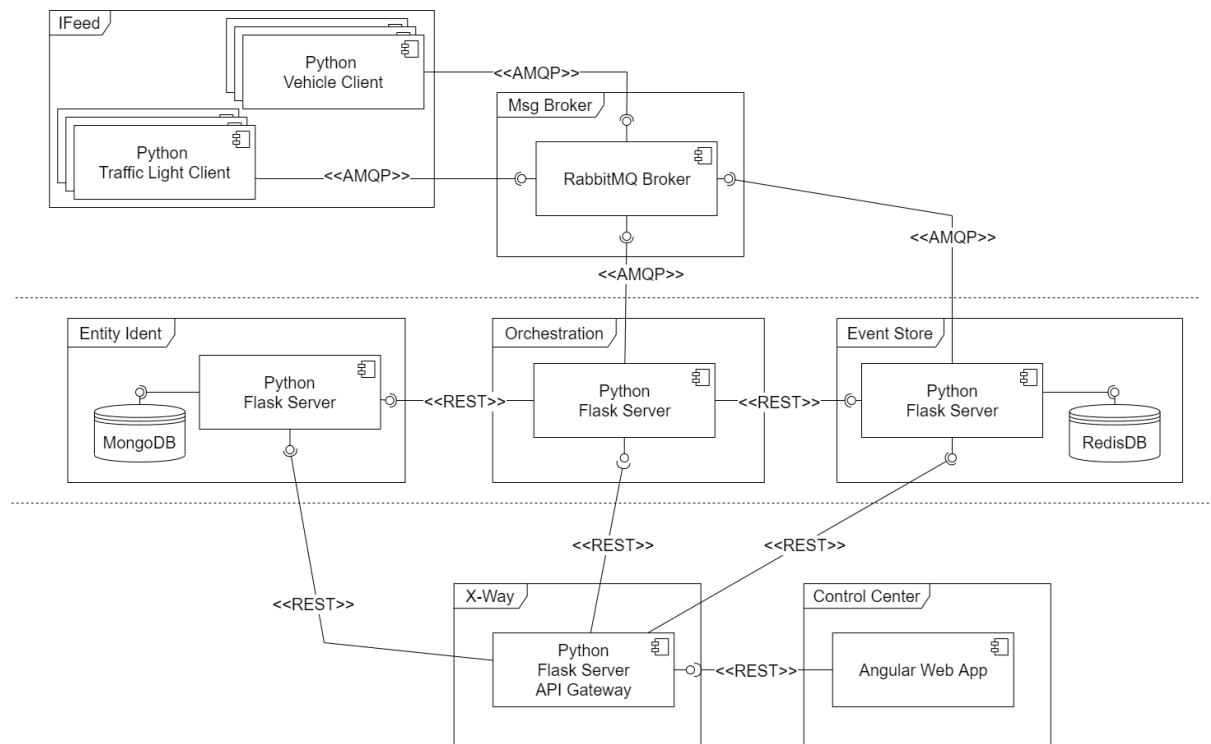 IFeed
Python
Vehicle Client
<<AMQP>>
Msg Broker
Python
Traffic Light Client
<<AMQP>>
RabbitMQ Broker
<<AMQP>>
<<AMQP>>
Entity Ident
Orchestration
Event Store
Python
Flask Server
MongoDB
<<REST>>
Python
Flask Server
<<REST>>
Python
Flask Server
RedisDB
<<REST>>
<<REST>>
<<REST>>
X-Way
Control Center
Python
Flask Server
API Gateway
<<REST>>
Angular Web App